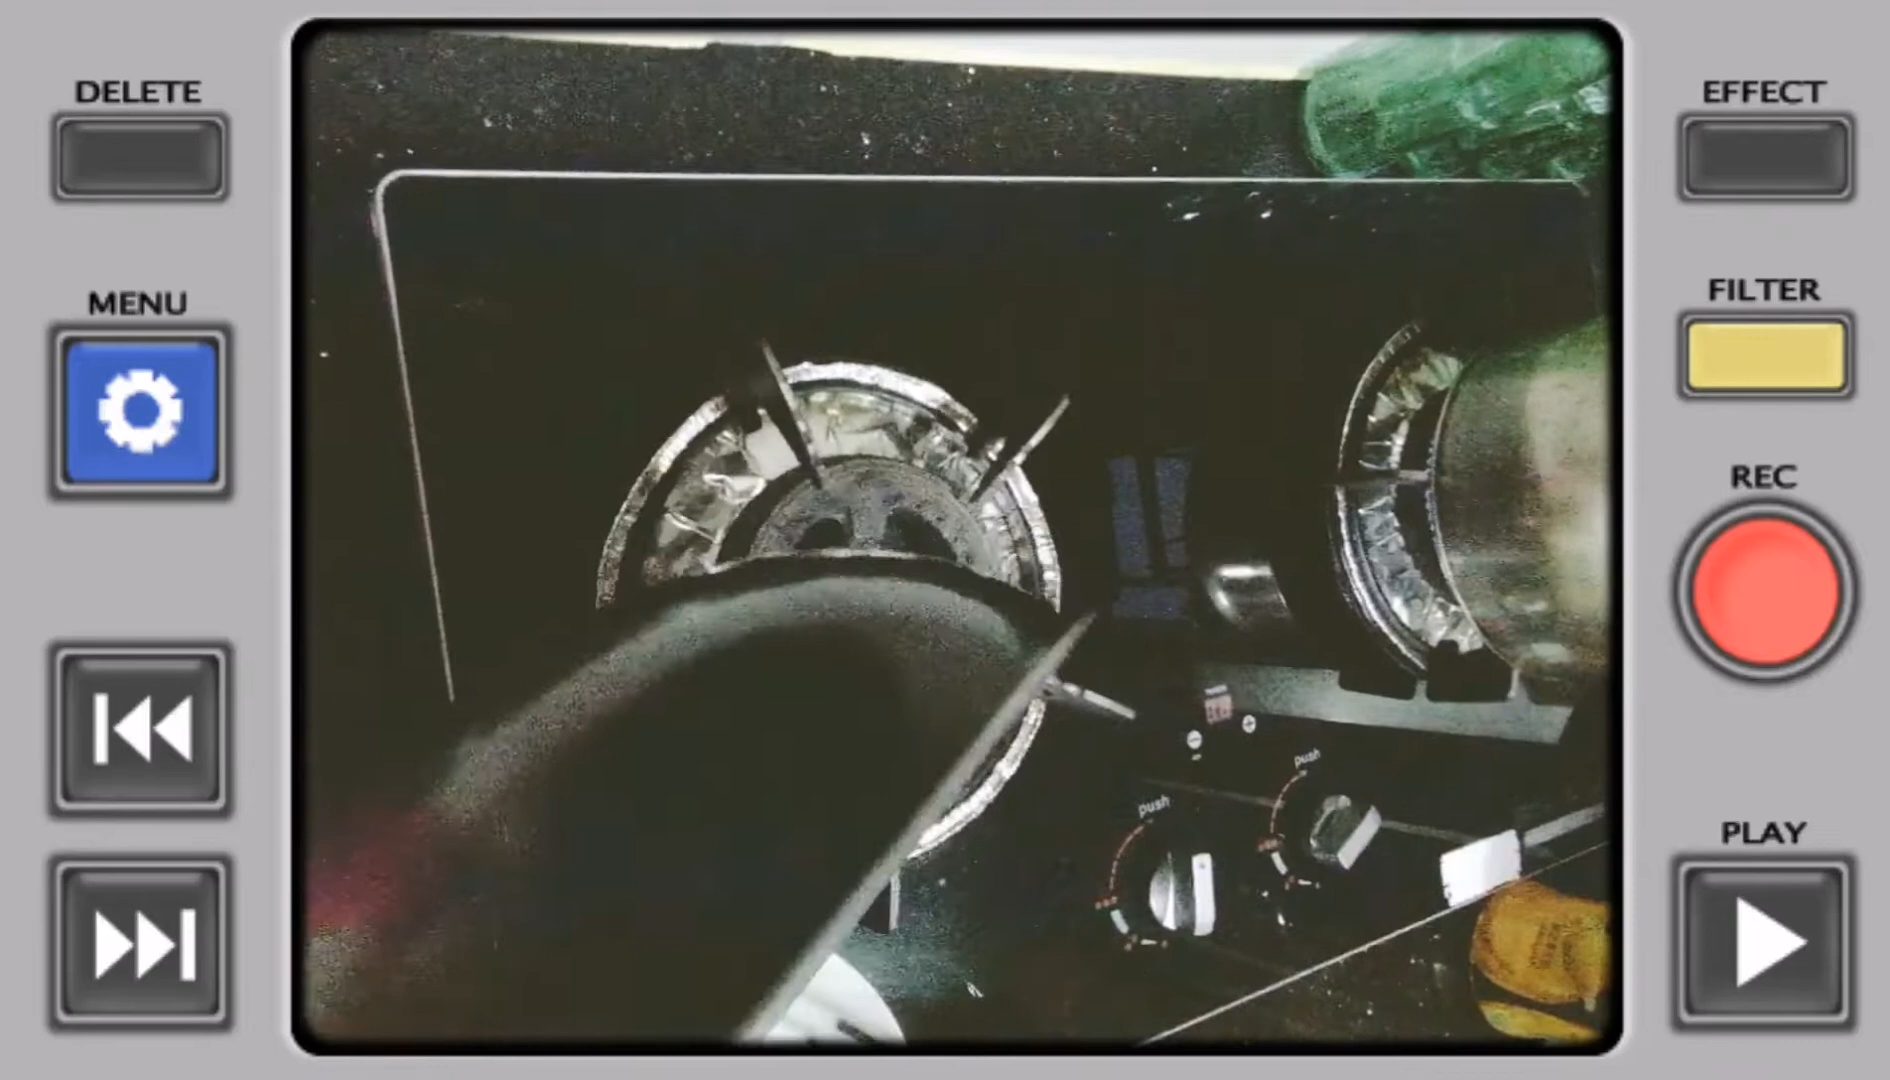 DELETE
MENU
EFFECT
FILTER
REC
PLAY
push
push